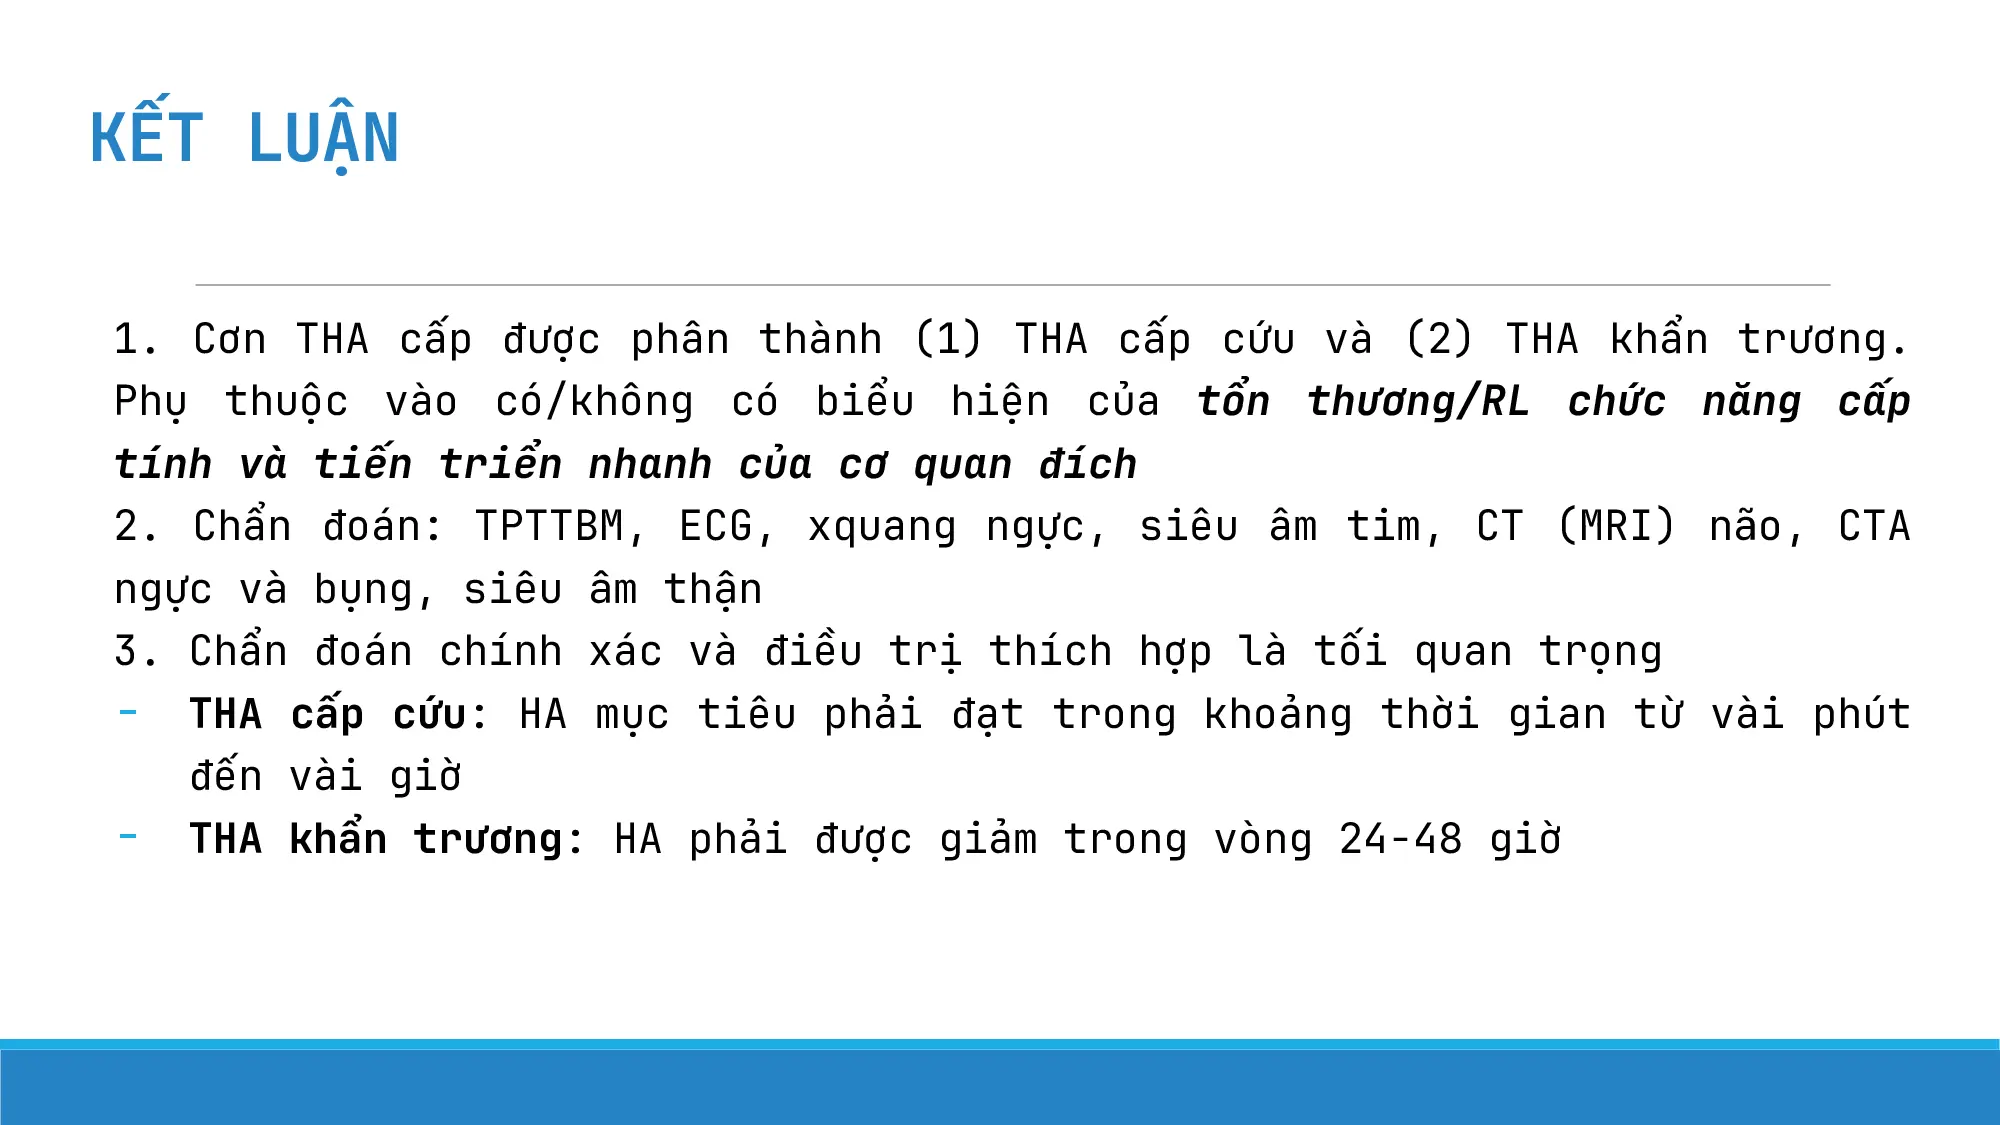 KẾT LUẬN
1. Cơn THA cấp được phân thành (1) THA cấp cứu và (2) THA khẩn trương.
Phụ thuộc vào có/không có biểu hiện của tổn thương/RL chức năng cấp
tính và tiến triển nhanh của cơ quan đích
2. Chẩn đoán: TPTTBM, ECG, xquang ngực, siêu âm tim, CT (MRI) não, CTA
ngực và bụng, siêu âm thận
3. Chẩn đoán chính xác và điều trị thích hợp là tối quan trọng
- THA cấp cứu: HA mục tiêu phải đạt trong khoảng thời gian từ vài phút
đến vài giờ
- THA khẩn trương: HA phải được giảm trong vòng 24-48 giờ